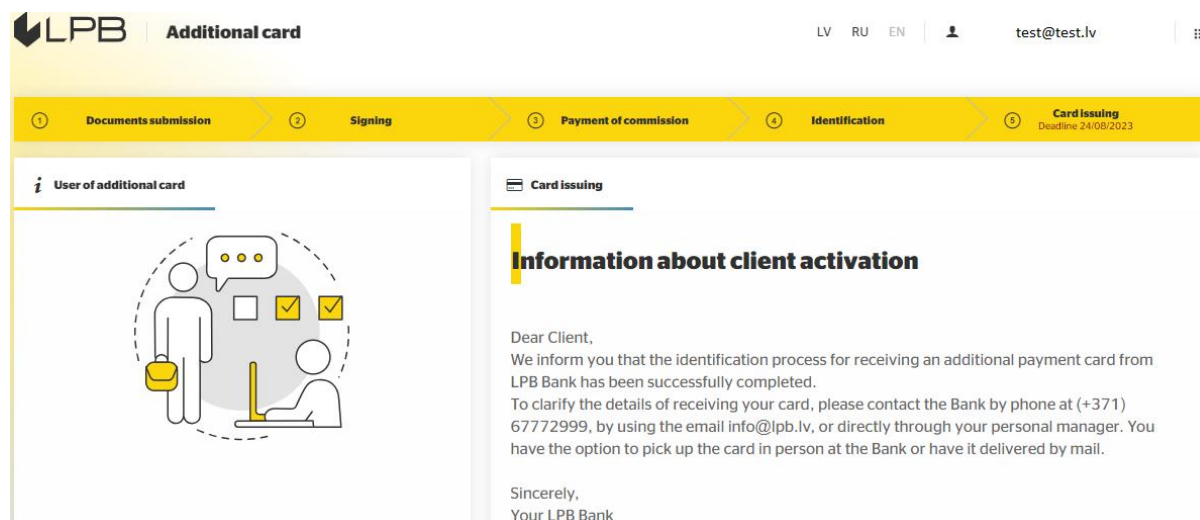 LPB Additional card LV RU EN test@test.lv
1 Documents submission 2 Signing 3 Payment of commission 4 Identification 5 Card issuing
Deadline 24/08/2023
i User of additional card
Card issuing
Information about client activation
Dear Client,
We inform you that the identification process for receiving an additional payment card from
LPB Bank has been successfully completed.
To clarify the details of receiving your card, please contact the Bank by phone at (+371)
67772999, by using the email info@lpb.lv, or directly through your personal manager. You
have the option to pick up the card in person at the Bank or have it delivered by mail.
Sincerely,
Your LPB Bank